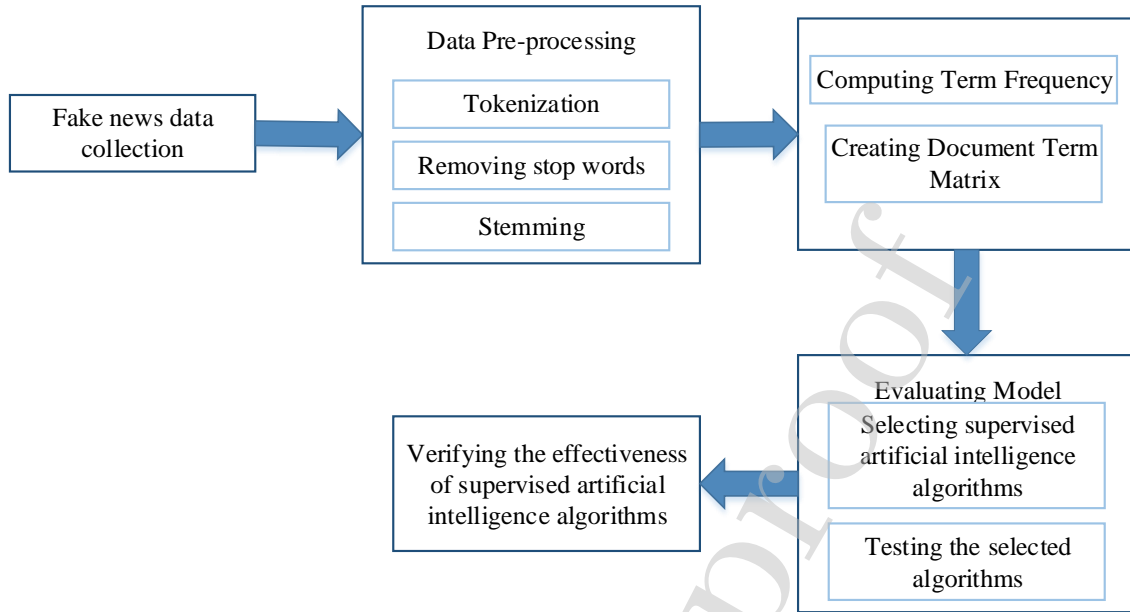 Fake news data
collection
Data Pre-processing
Tokenization
Removing stop words
Stemming
Computing Term Frequency
Creating Document Term
Matrix
Evaluating Model
Selecting supervised
artificial intelligence
algorithms
Testing the selected
algorithms
Verifying the effectiveness
of supervised artificial
intelligence algorithms
proof